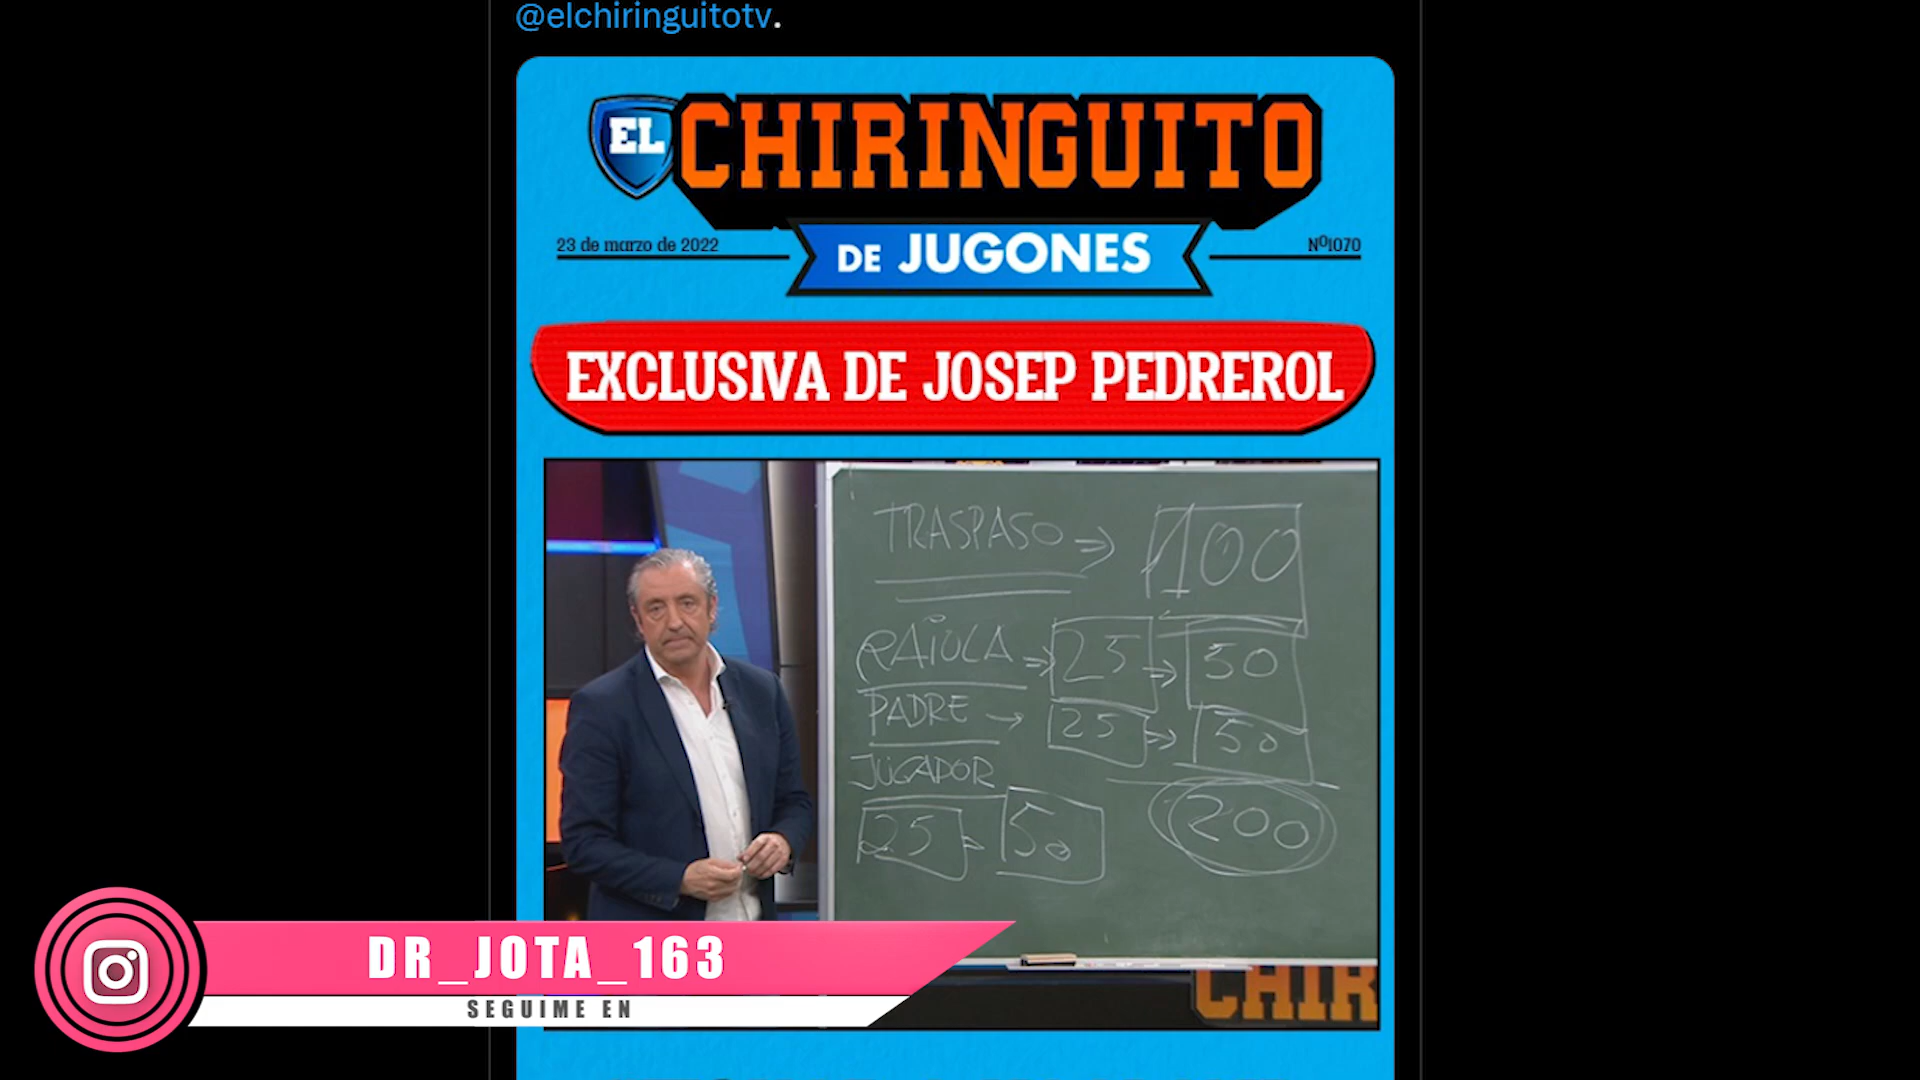 @elchiringuitotv.
EL CHIRINGUITO
DE JUGONES
23 de marzo de 2022
Nº1070
EXCLUSIVA DE JOSEP PEDREROL
TRASPASO → 100
RAIOLA → 25 → 50
PADRE → 25 → 50
JUGADOR
25 → 50
200
CHIR
DR_JOTA_163
SEGUIME EN